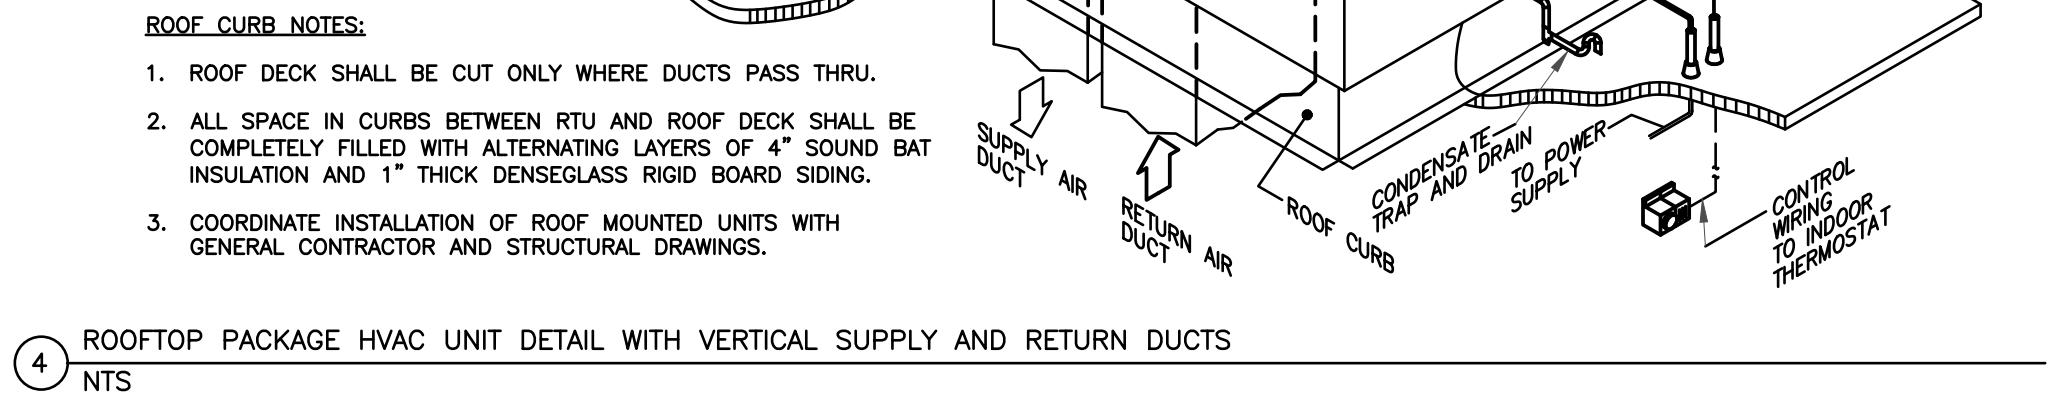 ROOF CURB NOTES:
1. ROOF DECK SHALL BE CUT ONLY WHERE DUCTS PASS THRU.
2. ALL SPACE IN CURBS BETWEEN RTU AND ROOF DECK SHALL BE
COMPLETELY FILLED WITH ALTERNATING LAYERS OF 4” SOUND BAT
INSULATION AND 1” THICK DENSEGLASS RIGID BOARD SIDING.
3. COORDINATE INSTALLATION OF ROOF MOUNTED UNITS WITH
GENERAL CONTRACTOR AND STRUCTURAL DRAWINGS.
SUPPLY AIR
DUCT
RETURN AIR
DUCT
ROOF CURB
CONDENSATE
TRAP AND DRAIN
TO POWER
SUPPLY
CONTROL
WIRING
TO INDOOR
THERMOSTAT
4
ROOFTOP PACKAGE HVAC UNIT DETAIL WITH VERTICAL SUPPLY AND RETURN DUCTS
NTS